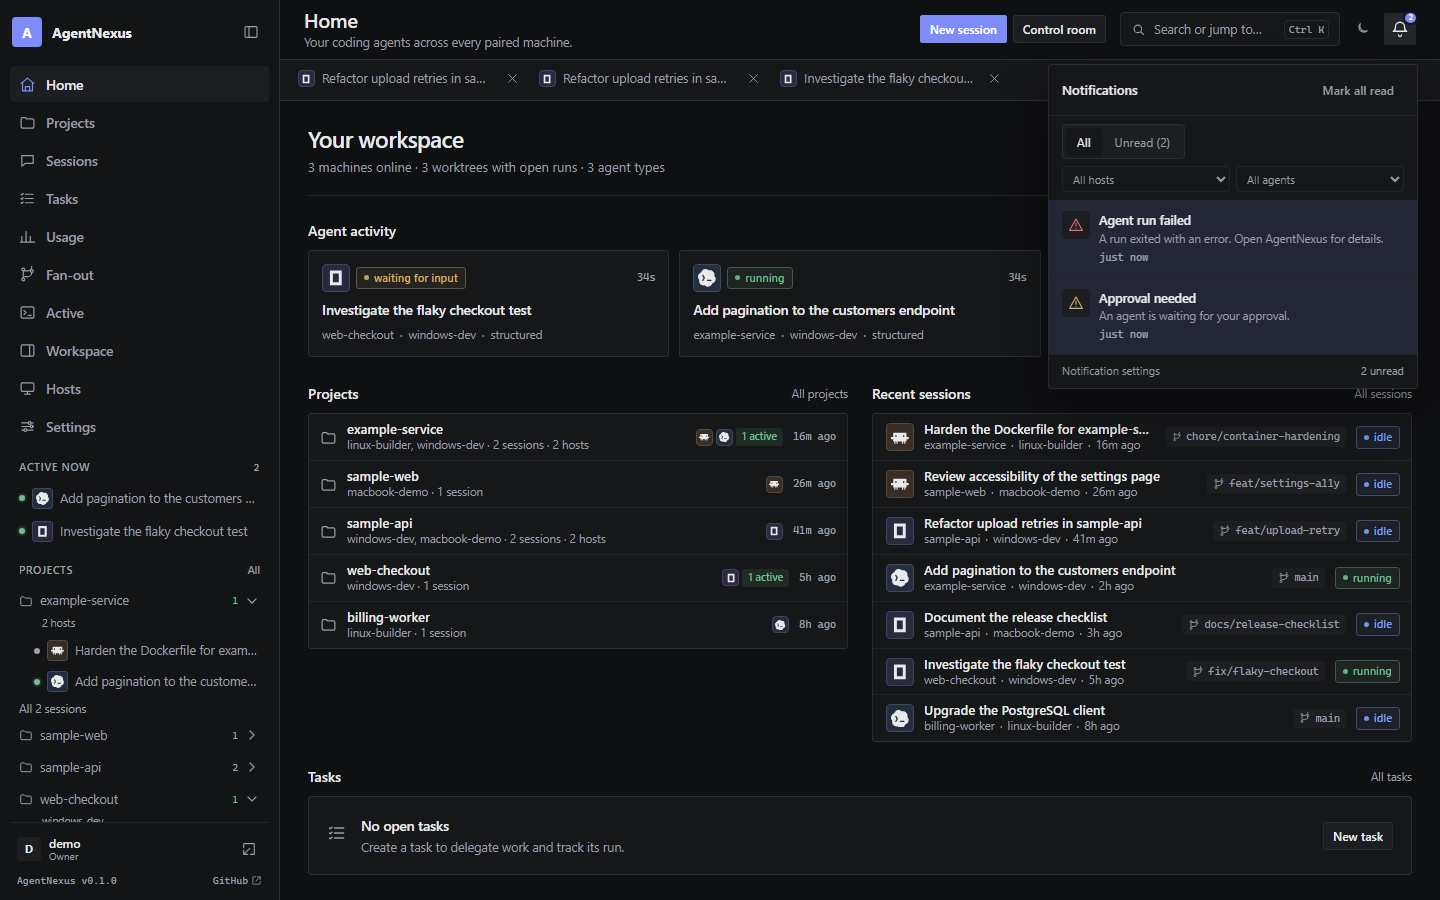 A AgentNexus
Home
Projects
Sessions
Tasks
Usage
Fan-out
Active
Workspace
Hosts
Settings
ACTIVE NOW 2
Add pagination to the customers ...
Investigate the flaky checkout test
PROJECTS All
example-service 1
2 hosts
Harden the Dockerfile for exam...
Add pagination to the custome...
All 2 sessions
sample-web 1
sample-api 2
web-checkout 1
windows-dev
D demo
Owner
AgentNexus v0.1.0 GitHub
Home
Your coding agents across every paired machine.
New session
Control room
Search or jump to... Ctrl K
2
Refactor upload retries in sa...
Refactor upload retries in sa...
Investigate the flaky checkou...
Your workspace
3 machines online · 3 worktrees with open runs · 3 agent types
Agent activity
waiting for input 34s
Investigate the flaky checkout test
web-checkout · windows-dev · structured
running 34s
Add pagination to the customers endpoint
example-service · windows-dev · structured
Notifications Mark all read
All Unread (2)
All hosts All agents
Agent run failed
A run exited with an error. Open AgentNexus for details.
just now
Approval needed
An agent is waiting for your approval.
just now
Notification settings 2 unread
Projects All projects
example-service
linux-builder, windows-dev · 2 sessions · 2 hosts
1 active 16m ago
sample-web
macbook-demo · 1 session
26m ago
sample-api
windows-dev, macbook-demo · 2 sessions · 2 hosts
41m ago
web-checkout
windows-dev · 1 session
1 active 5h ago
billing-worker
linux-builder · 1 session
8h ago
Recent sessions All sessions
Harden the Dockerfile for example-s...
example-service · linux-builder · 16m ago
chore/container-hardening idle
Review accessibility of the settings page
sample-web · macbook-demo · 26m ago
feat/settings-a11y idle
Refactor upload retries in sample-api
sample-api · windows-dev · 41m ago
feat/upload-retry idle
Add pagination to the customers endpoint
example-service · windows-dev · 2h ago
main running
Document the release checklist
sample-api · macbook-demo · 3h ago
docs/release-checklist idle
Investigate the flaky checkout test
web-checkout · windows-dev · 5h ago
fix/flaky-checkout running
Upgrade the PostgreSQL client
billing-worker · linux-builder · 8h ago
main idle
Tasks All tasks
No open tasks
Create a task to delegate work and track its run.
New task